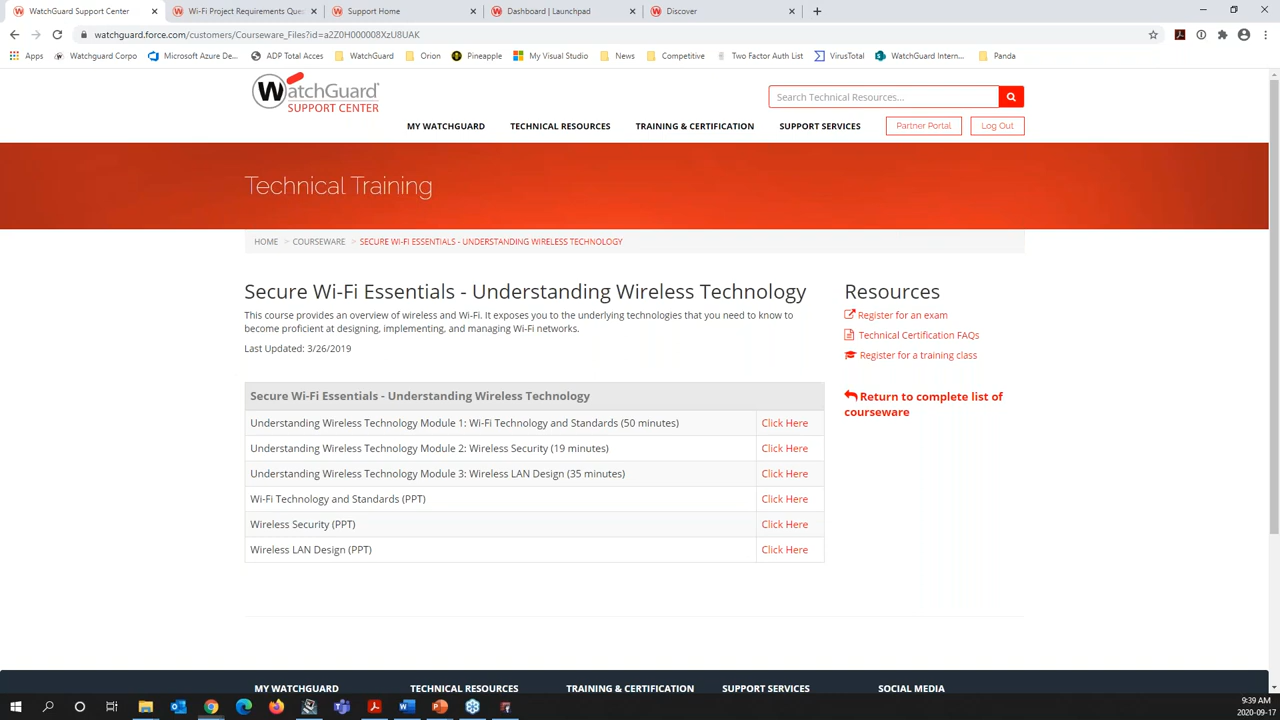 WatchGuard Support Center
Wi-Fi Project Requirements Que
Support Home
Dashboard | Launchpad
Discover
watchguard.force.com/customers/Courseware_Files?id=a2Z0H000008XzU8UAK
Apps
Watchguard Corpo
Microsoft Azure De...
ADP Total Acces
WatchGuard
Orion
Pineapple
My Visual Studio
News
Competitive
Two Factor Auth List
VirusTotal
WatchGuard Intern...
Panda
WatchGuard
SUPPORT CENTER
Search Technical Resources...
MY WATCHGUARD
TECHNICAL RESOURCES
TRAINING & CERTIFICATION
SUPPORT SERVICES
Partner Portal
Log Out
Technical Training
HOME > COURSEWARE > SECURE WI-FI ESSENTIALS - UNDERSTANDING WIRELESS TECHNOLOGY
Secure Wi-Fi Essentials - Understanding Wireless Technology
This course provides an overview of wireless and Wi-Fi. It exposes you to the underlying technologies that you need to know to
become proficient at designing, implementing, and managing Wi-Fi networks.
Last Updated: 3/26/2019
Secure Wi-Fi Essentials - Understanding Wireless Technology
Understanding Wireless Technology Module 1: Wi-Fi Technology and Standards (50 minutes) Click Here
Understanding Wireless Technology Module 2: Wireless Security (19 minutes) Click Here
Understanding Wireless Technology Module 3: Wireless LAN Design (35 minutes) Click Here
Wi-Fi Technology and Standards (PPT) Click Here
Wireless Security (PPT) Click Here
Wireless LAN Design (PPT) Click Here
Resources
Register for an exam
Technical Certification FAQs
Register for a training class
Return to complete list of
courseware
MY WATCHGUARD
TECHNICAL RESOURCES
TRAINING & CERTIFICATION
SUPPORT SERVICES
SOCIAL MEDIA
9:39 AM
2020-09-17